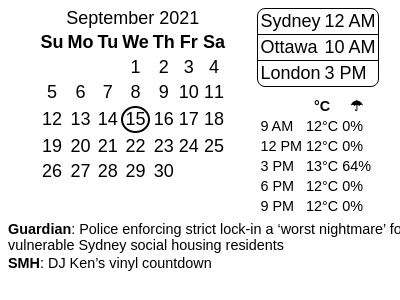 September 2021
Su Mo Tu We Th Fr Sa
1 2 3 4
5 6 7 8 9 10 11
12 13 14 15 16 17 18
19 20 21 22 23 24 25
26 27 28 29 30
Sydney 12 AM
Ottawa 10 AM
London 3 PM
°C ☂
9 AM 12°C 0%
12 PM 12°C 0%
3 PM 13°C 64%
6 PM 12°C 0%
9 PM 12°C 0%
Guardian: Police enforcing strict lock-in a ‘worst nightmare’ fo
vulnerable Sydney social housing residents
SMH: DJ Ken’s vinyl countdown